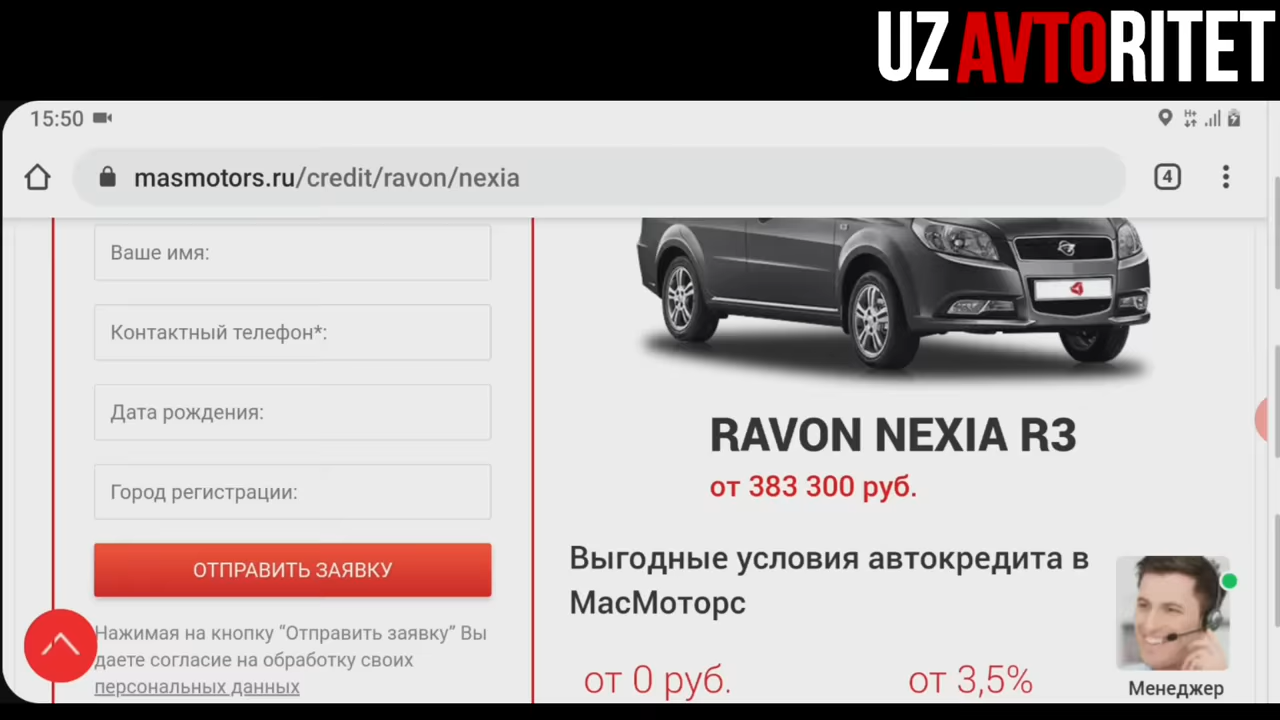 UZAVTORITET
15:50
H+
masmotors.ru/credit/ravon/nexia
4
Ваше имя:
Контактный телефон*:
Дата рождения:
Город регистрации:
ОТПРАВИТЬ ЗАЯВКУ
Нажимая на кнопку “Отправить заявку” Вы
даете согласие на обработку своих
персональных данных
RAVON NEXIA R3
от 383 300 руб.
Выгодные условия автокредита в
МасМоторс
от 0 руб.
от 3,5%
Менеджер